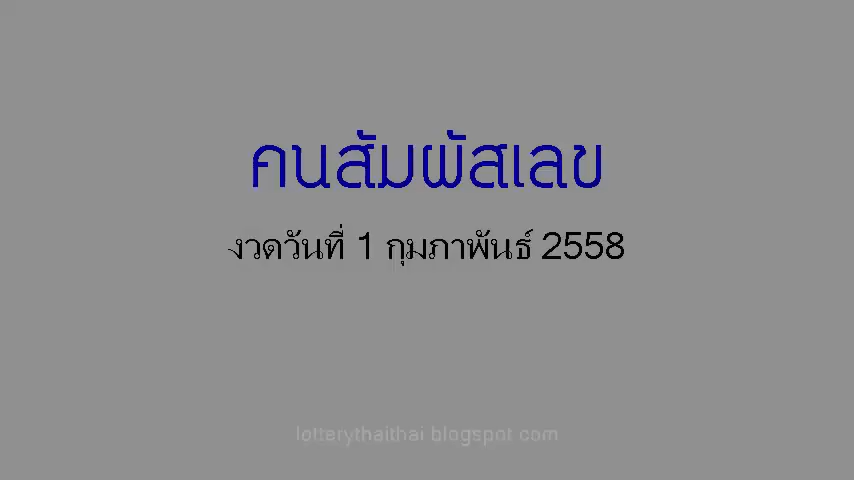 คนสัมผัสเลข
งวดวันที่ 1 กุมภาพันธ์ 2558
lottarythaithai blogspot com